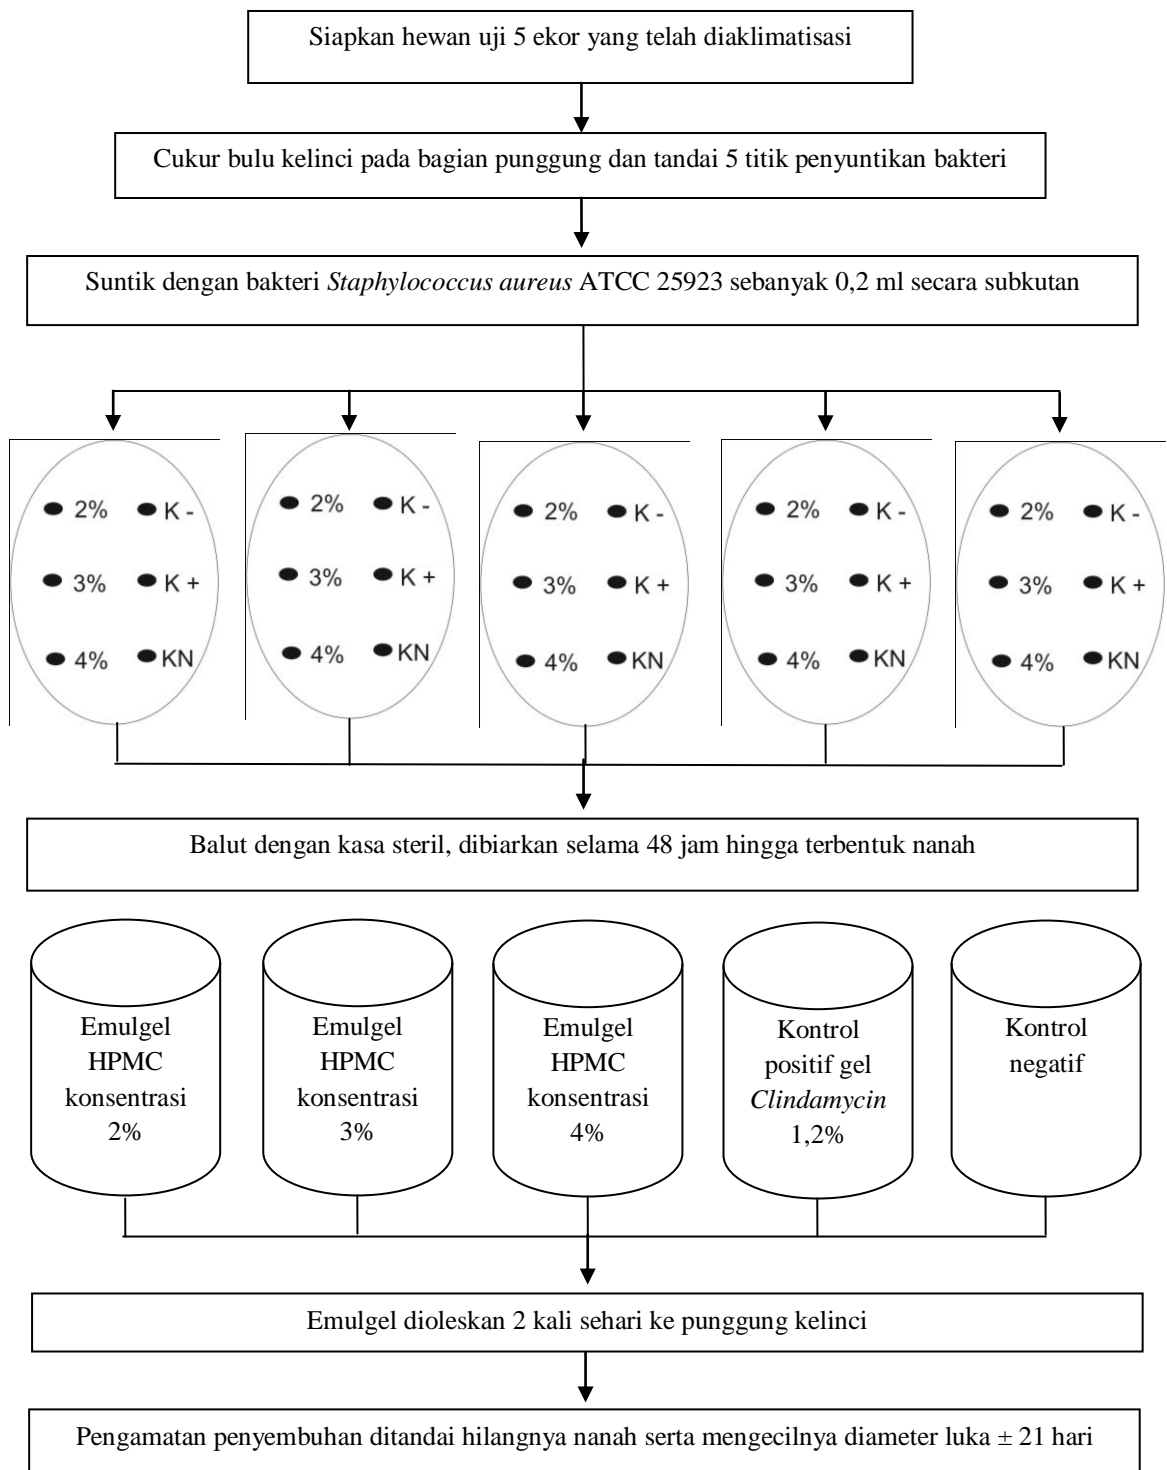 Siapkan hewan uji 5 ekor yang telah diaklimatisasi
Cukur bulu kelinci pada bagian punggung dan tandai 5 titik penyuntikan bakteri
Suntik dengan bakteri Staphylococcus aureus ATCC 25923 sebanyak 0,2 ml secara subkutan
2% K -
3% K +
4% KN
2% K -
3% K +
4% KN
2% K -
3% K +
4% KN
2% K -
3% K +
4% KN
2% K -
3% K +
4% KN
Balut dengan kasa steril, dibiarkan selama 48 jam hingga terbentuk nanah
Emulgel
HPMC
konsentrasi
2%
Emulgel
HPMC
konsentrasi
3%
Emulgel
HPMC
konsentrasi
4%
Kontrol
positif gel
Clindamycin
1,2%
Kontrol
negatif
Emulgel dioleskan 2 kali sehari ke punggung kelinci
Pengamatan penyembuhan ditandai hilangnya nanah serta mengecilnya diameter luka ± 21 hari